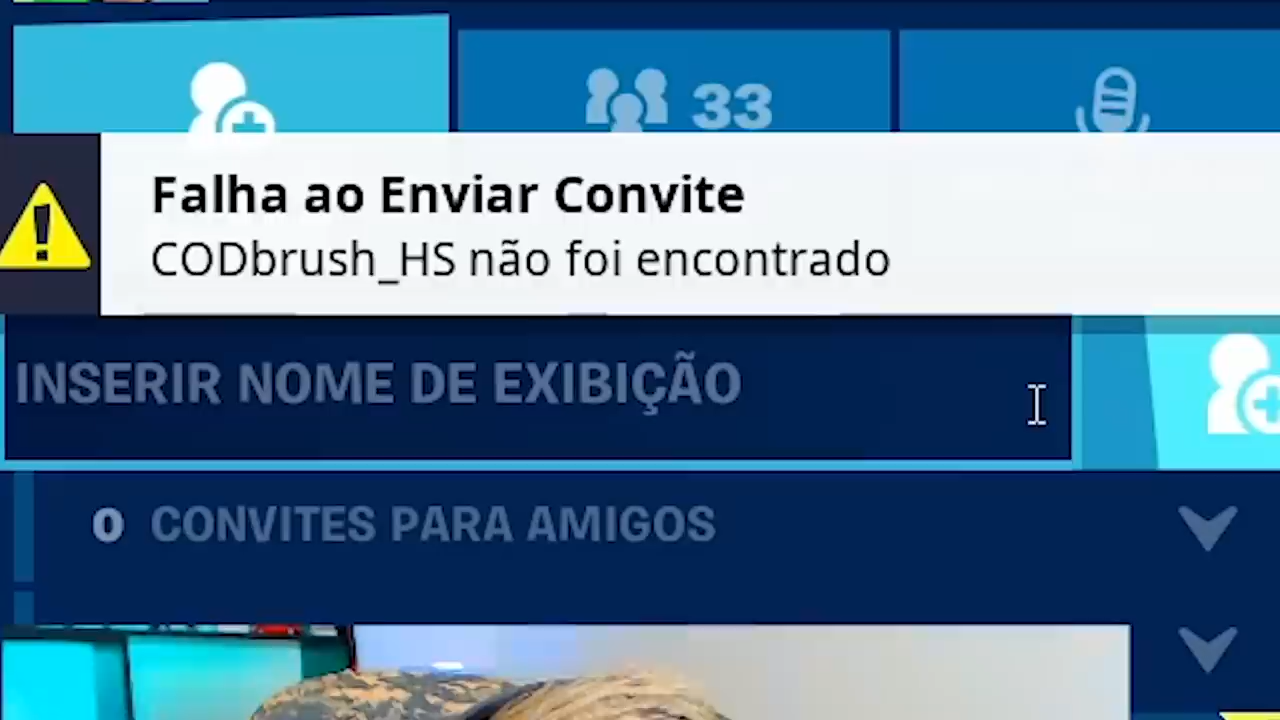 33
Falha ao Enviar Convite
CODbrush_HS não foi encontrado
INSERIR NOME DE EXIBIÇÃO
0 CONVITES PARA AMIGOS